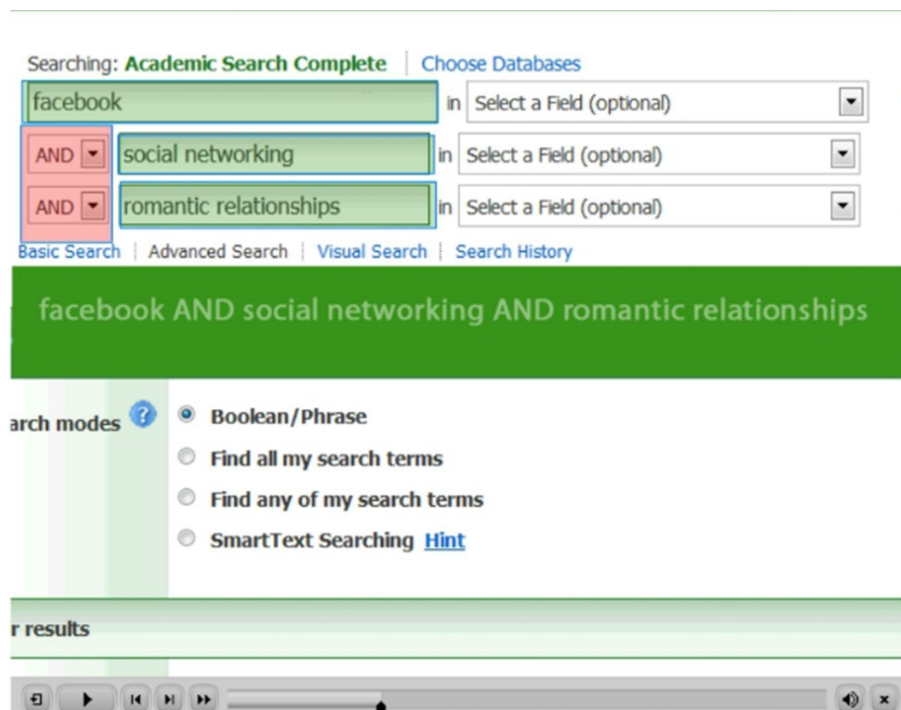 Searching: Academic Search Complete Choose Databases
facebook in Select a Field (optional)
AND social networking in Select a Field (optional)
AND romantic relationships in Select a Field (optional)
Basic Search Advanced Search Visual Search Search History
facebook AND social networking AND romantic relationships
arch modes ? Boolean/Phrase
Find all my search terms
Find any of my search terms
SmartText Searching Hint
r results